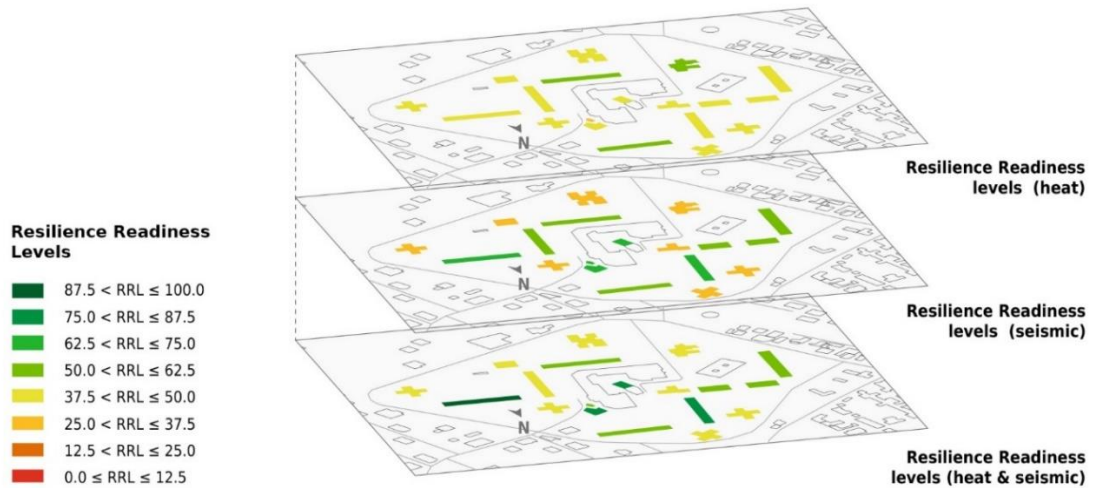 N
Resilience Readiness
levels (heat)
N
Resilience Readiness
levels (seismic)
N
Resilience Readiness
levels (heat & seismic)
Resilience Readiness
Levels
87.5 < RRL ≤ 100.0
75.0 < RRL ≤ 87.5
62.5 < RRL ≤ 75.0
50.0 < RRL ≤ 62.5
37.5 < RRL ≤ 50.0
25.0 < RRL ≤ 37.5
12.5 < RRL ≤ 25.0
0.0 ≤ RRL ≤ 12.5